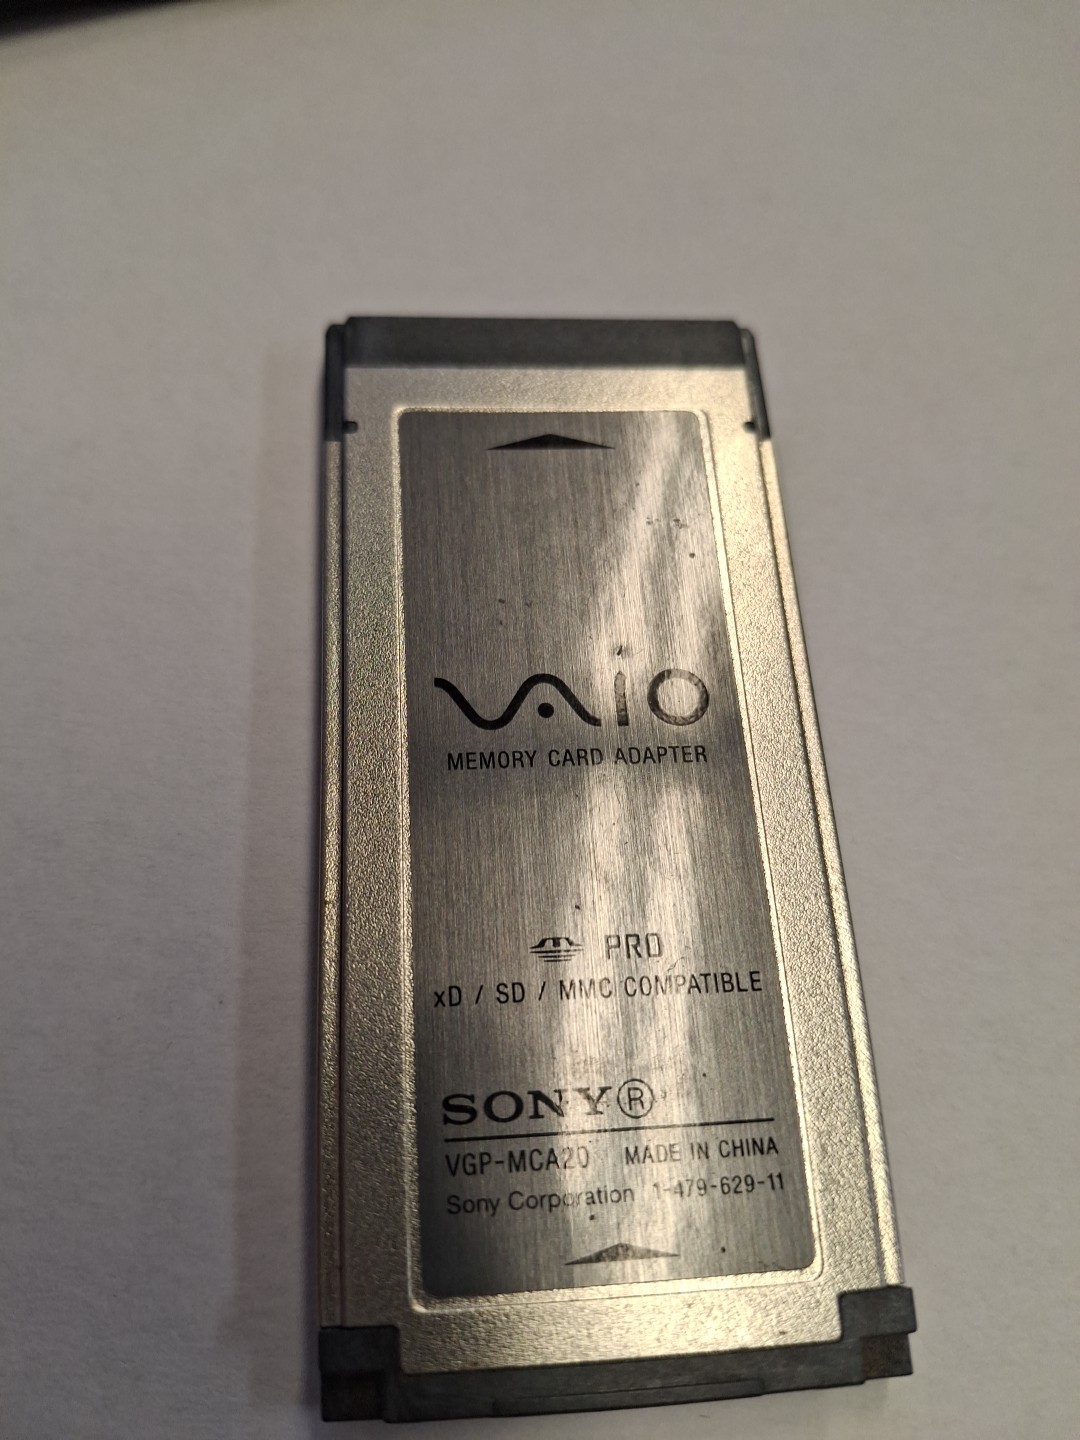 VAIO
MEMORY CARD ADAPTER
PRO
xD / SD / MMC COMPATIBLE
SONY®
VGP-MCA20 MADE IN CHINA
Sony Corporation 1-479-629-11